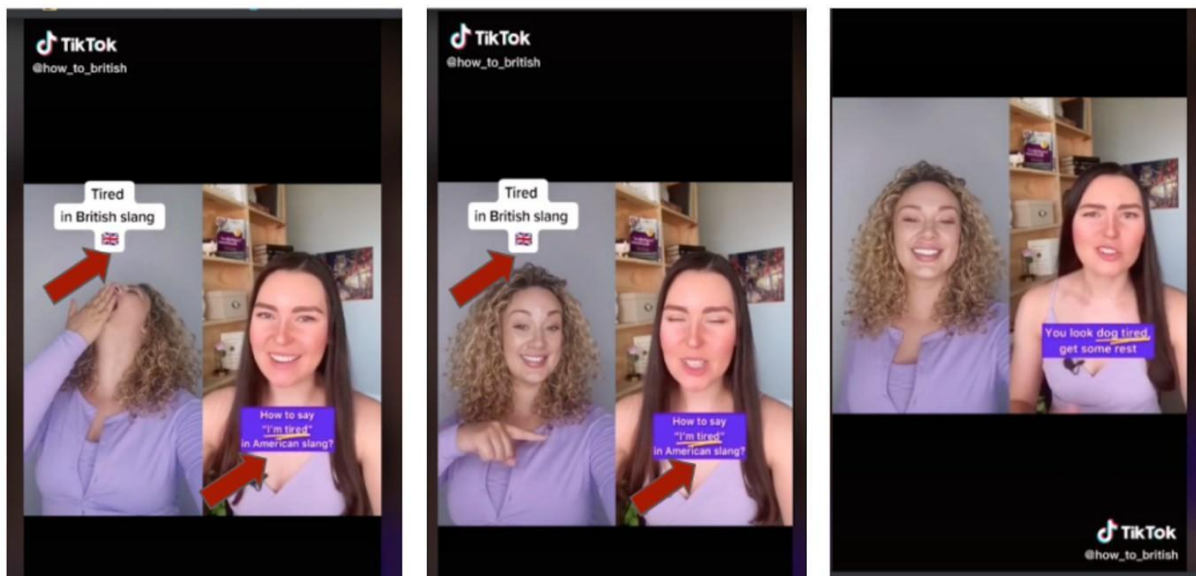 TikTok
@how_to_british
Tired
in British slang
How to say
"I'm tired"
in American slang?
TikTok
@how_to_british
Tired
in British slang
How to say
"I'm tired"
in American slang?
You look dog tired,
get some rest
TikTok
@how_to_british